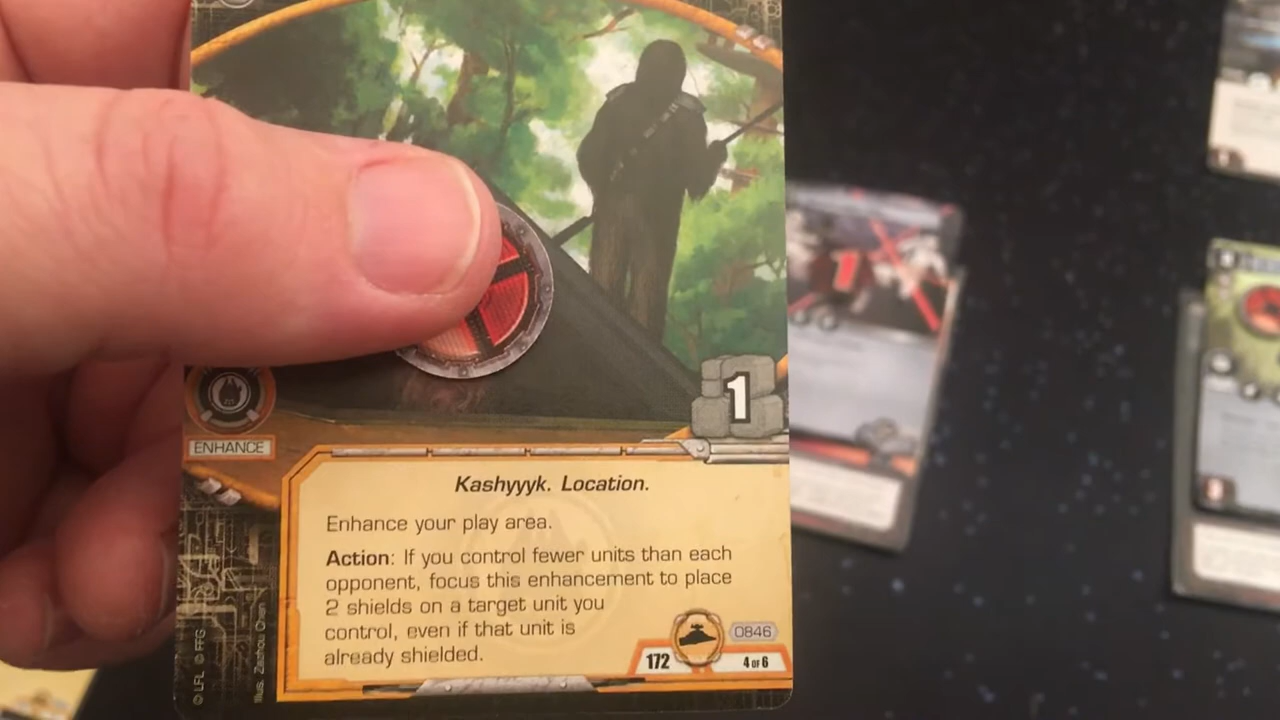 1
ENHANCE
Kashyyyk. Location.
Enhance your play area.
Action: If you control fewer units than each
opponent, focus this enhancement to place
2 shields on a target unit you
control, even if that unit is
already shielded.
0846
172
4 OF 6
© LFL © FFG